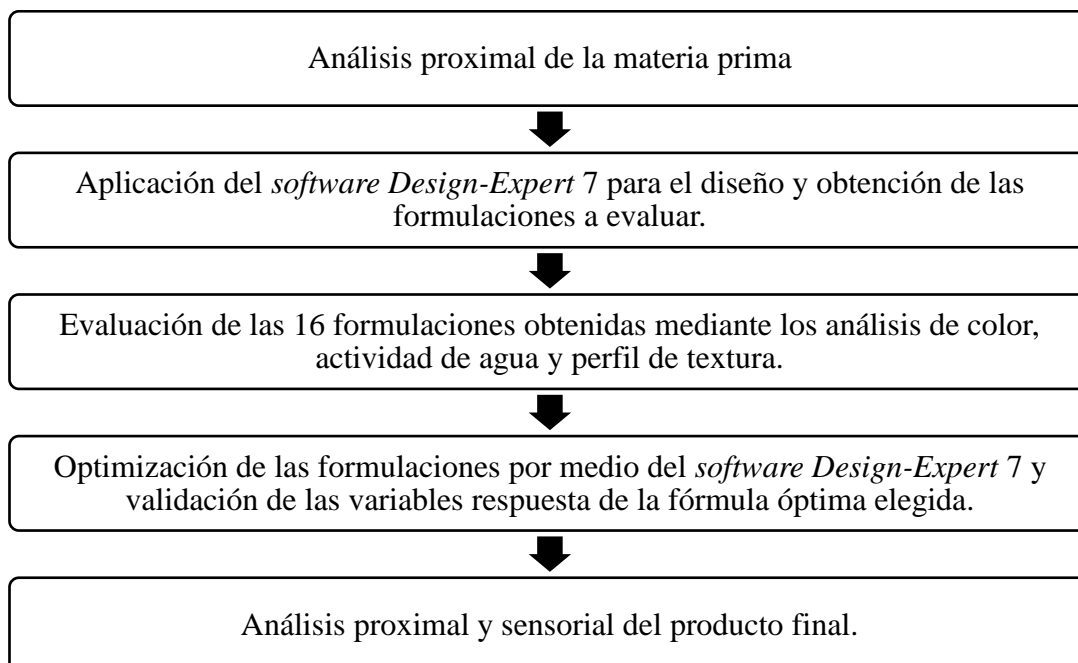 Análisis proximal de la materia prima
Aplicación del software Design-Expert 7 para el diseño y obtención de las
formulaciones a evaluar.
Evaluación de las 16 formulaciones obtenidas mediante los análisis de color,
actividad de agua y perfil de textura.
Optimización de las formulaciones por medio del software Design-Expert 7 y
validación de las variables respuesta de la fórmula óptima elegida.
Análisis proximal y sensorial del producto final.